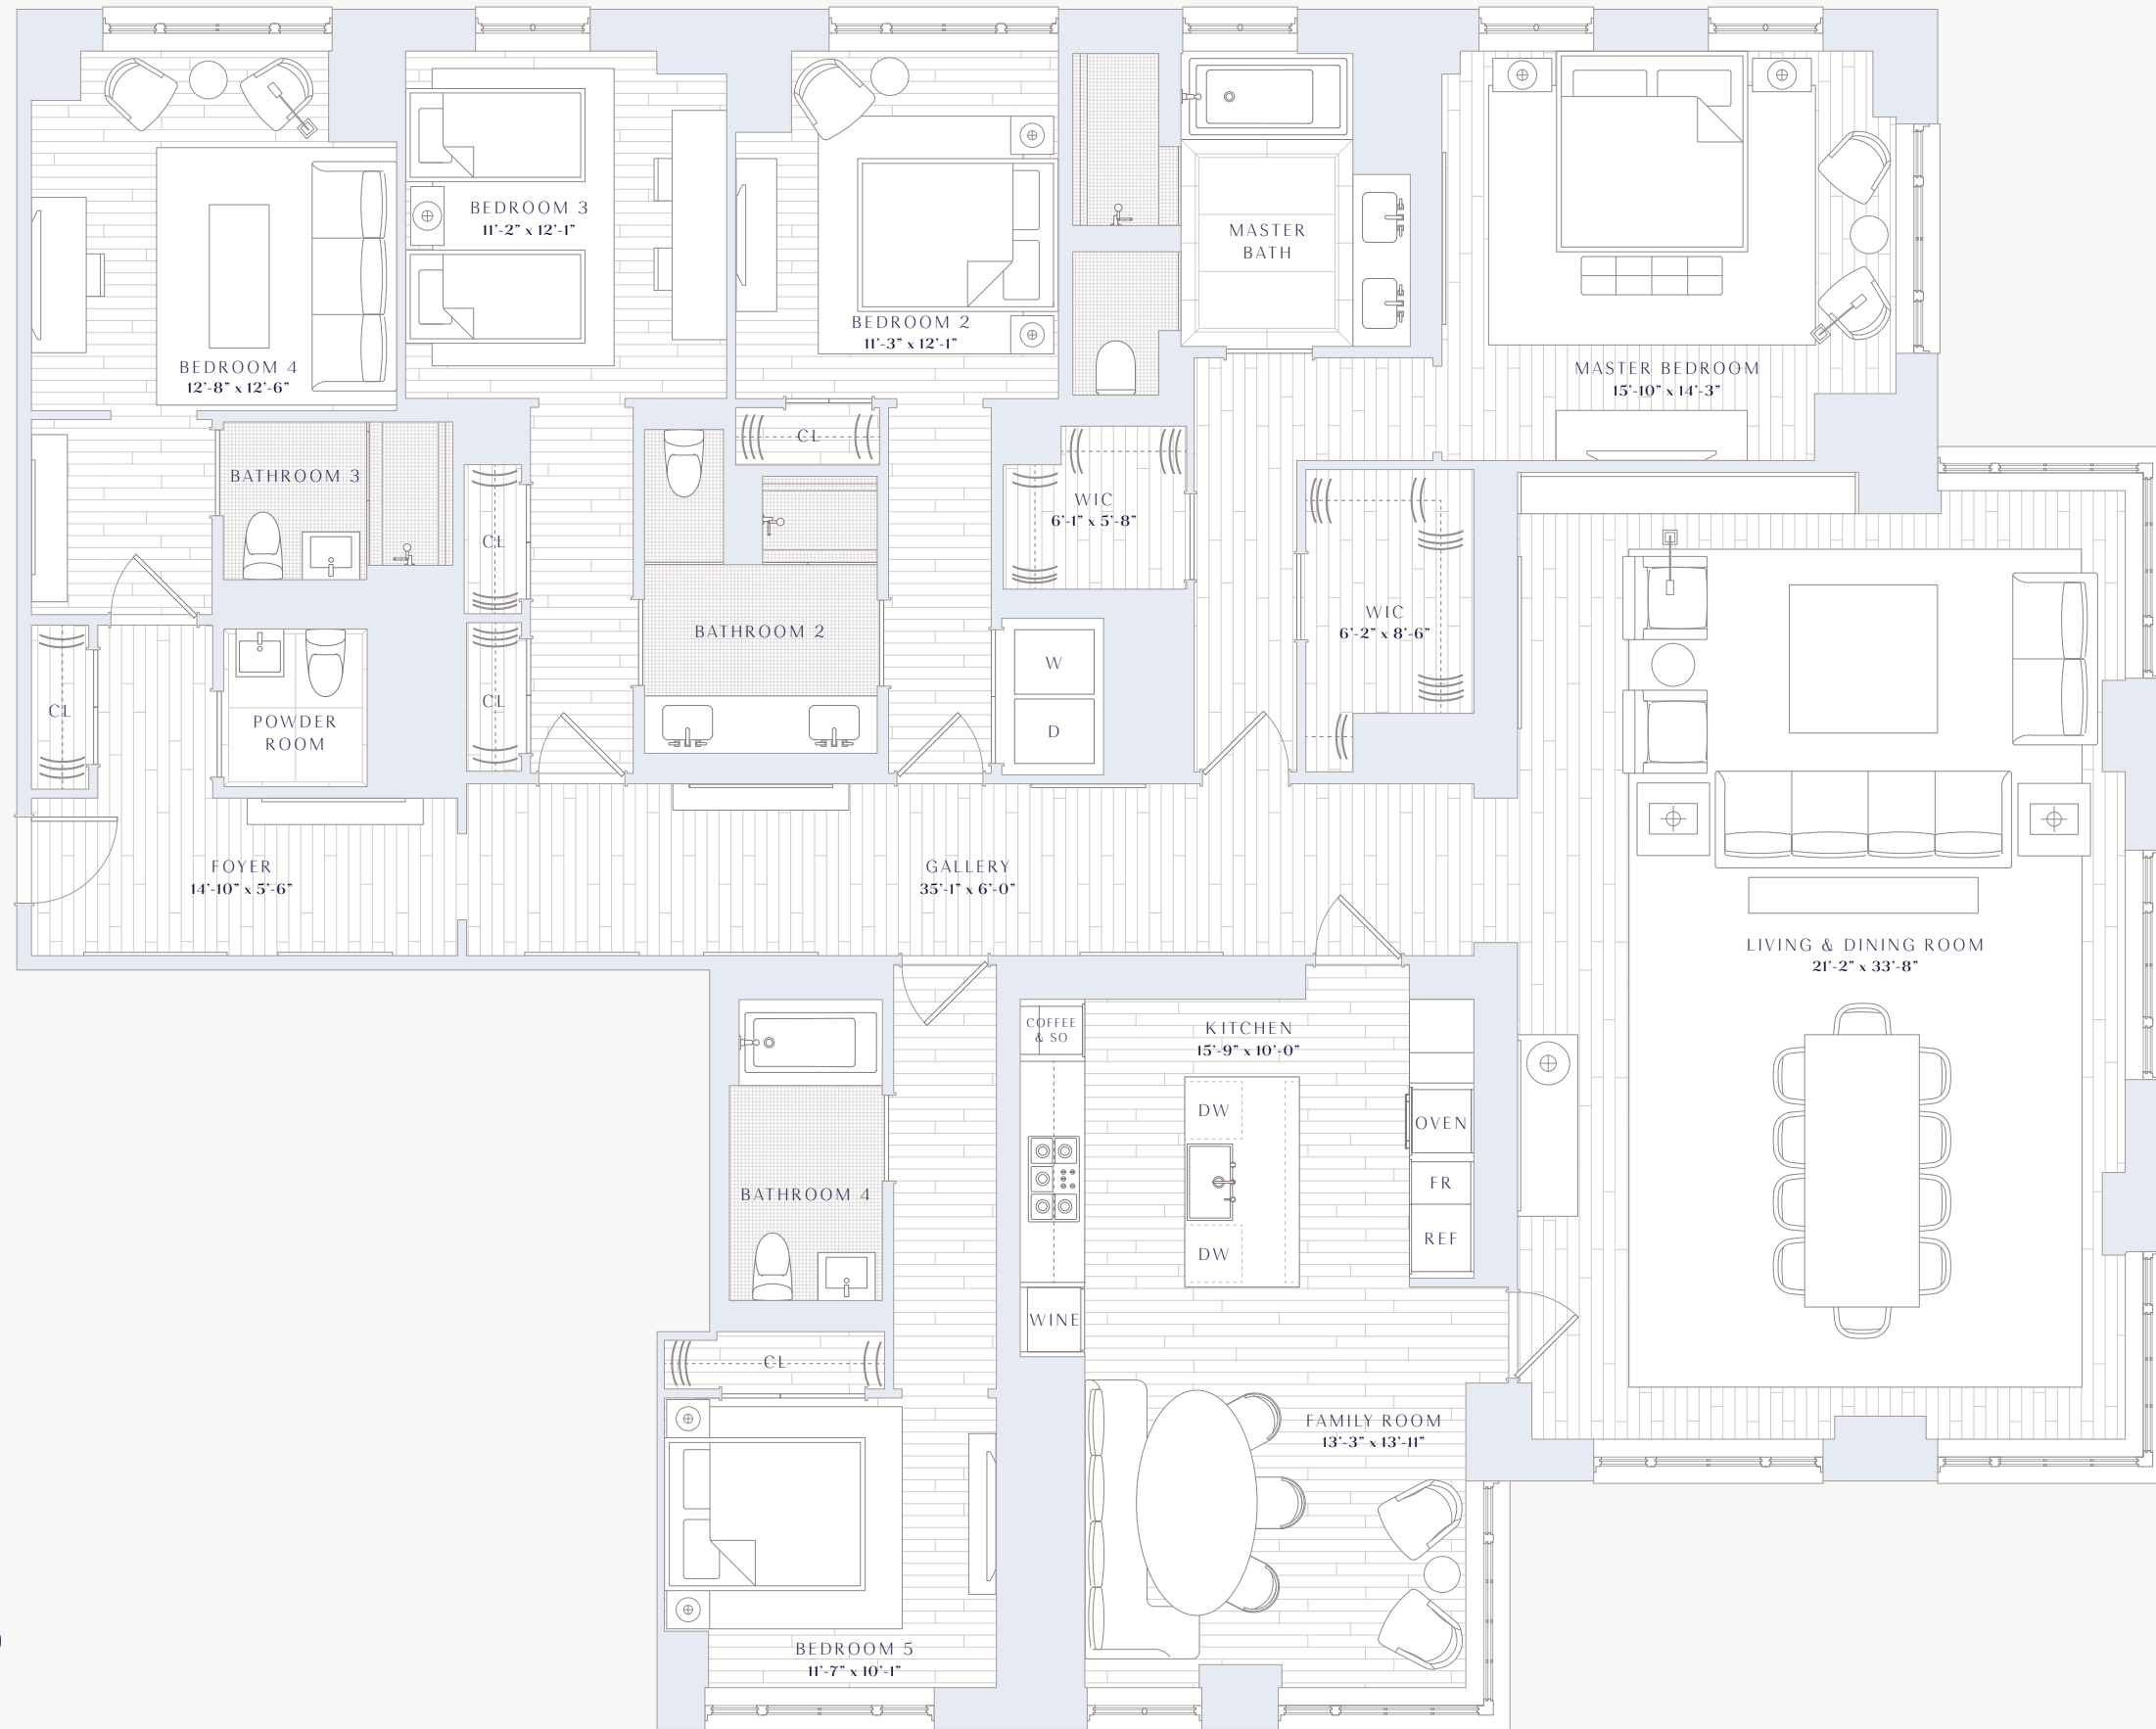 BEDROOM 4
12'-8" x 12'-6"
BEDROOM 3
11'-2" x 12'-1"
BEDROOM 2
11'-3" x 12'-1"
MASTER
BATH
MASTER BEDROOM
15'-10" x 14'-3"
BATHROOM 3
CL
CL
CL
WIC
6'-1" x 5'-8"
WIC
6'-2" x 8'-6"
BATHROOM 2
W
D
CL
POWDER
ROOM
FOYER
14'-10" x 5'-6"
GALLERY
35'-1" x 6'-0"
LIVING & DINING ROOM
21'-2" x 33'-8"
COFFEE
& SO
KITCHEN
15'-9" x 10'-0"
DW
DW
OVEN
FR
REF
WINE
BATHROOM 4
CL
FAMILY ROOM
13'-3" x 13'-11"
BEDROOM 5
11'-7" x 10'-1"